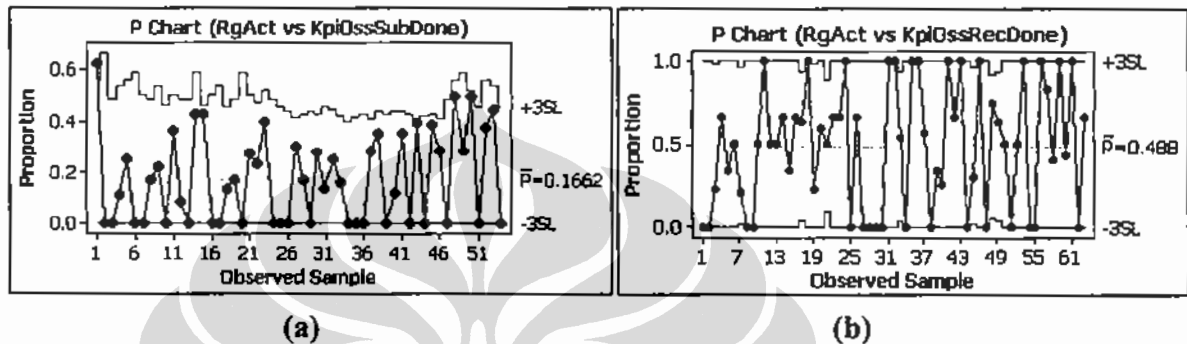 P Chart (RgAct vs KpiOssSubDone)
0.6
0.4
0.2
0.0
Proportion
+3SL
P̄=0.1662
-3SL
1 6 11 16 21 26 31 36 41 46 51
Observed Sample
(a)
P Chart (RgAct vs KpiOssRecDone)
1.0
0.5
0.0
Proportion
+3SL
P̄=0.488
-3SL
1 7 13 19 25 31 37 43 49 55 61
Observed Sample
(b)